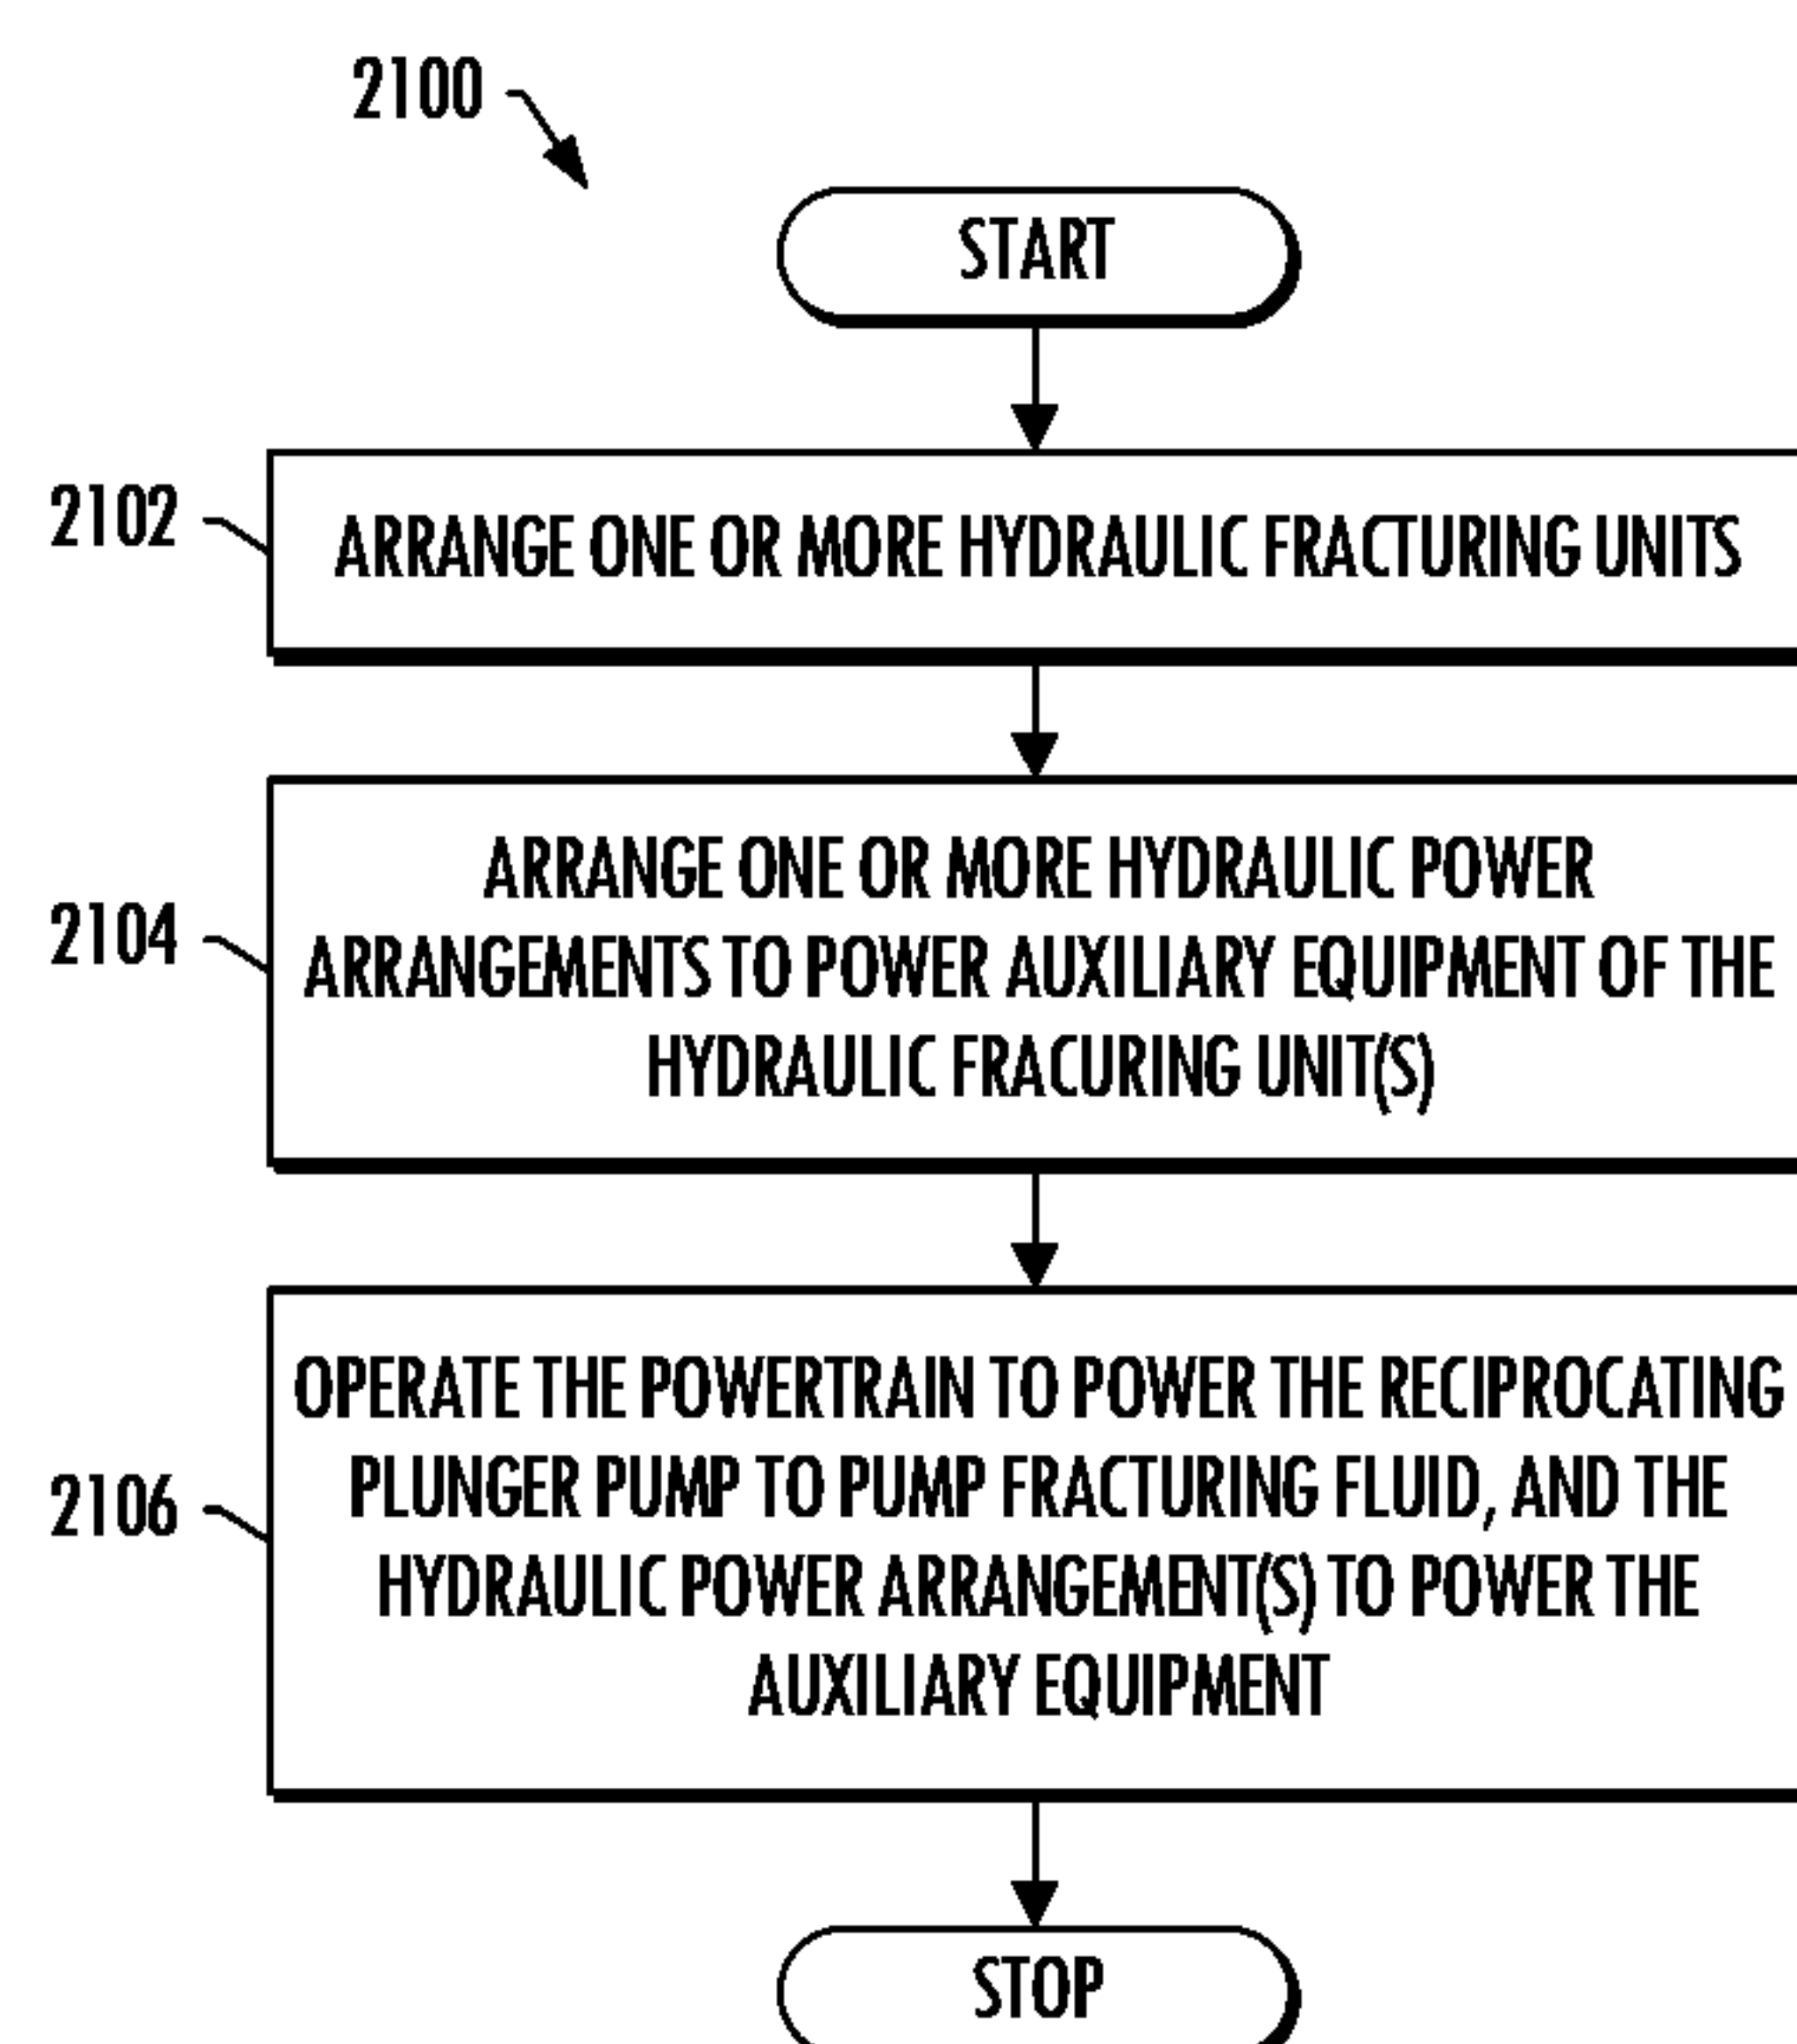 2100
START
2102
ARRANGE ONE OR MORE HYDRAULIC FRACTURING UNITS
2104
ARRANGE ONE OR MORE HYDRAULIC POWER
ARRANGEMENTS TO POWER AUXILIARY EQUIPMENT OF THE
HYDRAULIC FRACURING UNIT(S)
2106
OPERATE THE POWERTRAIN TO POWER THE RECIPROCATING
PLUNGER PUMP TO PUMP FRACTURING FLUID, AND THE
HYDRAULIC POWER ARRANGEMENT(S) TO POWER THE
AUXILIARY EQUIPMENT
STOP